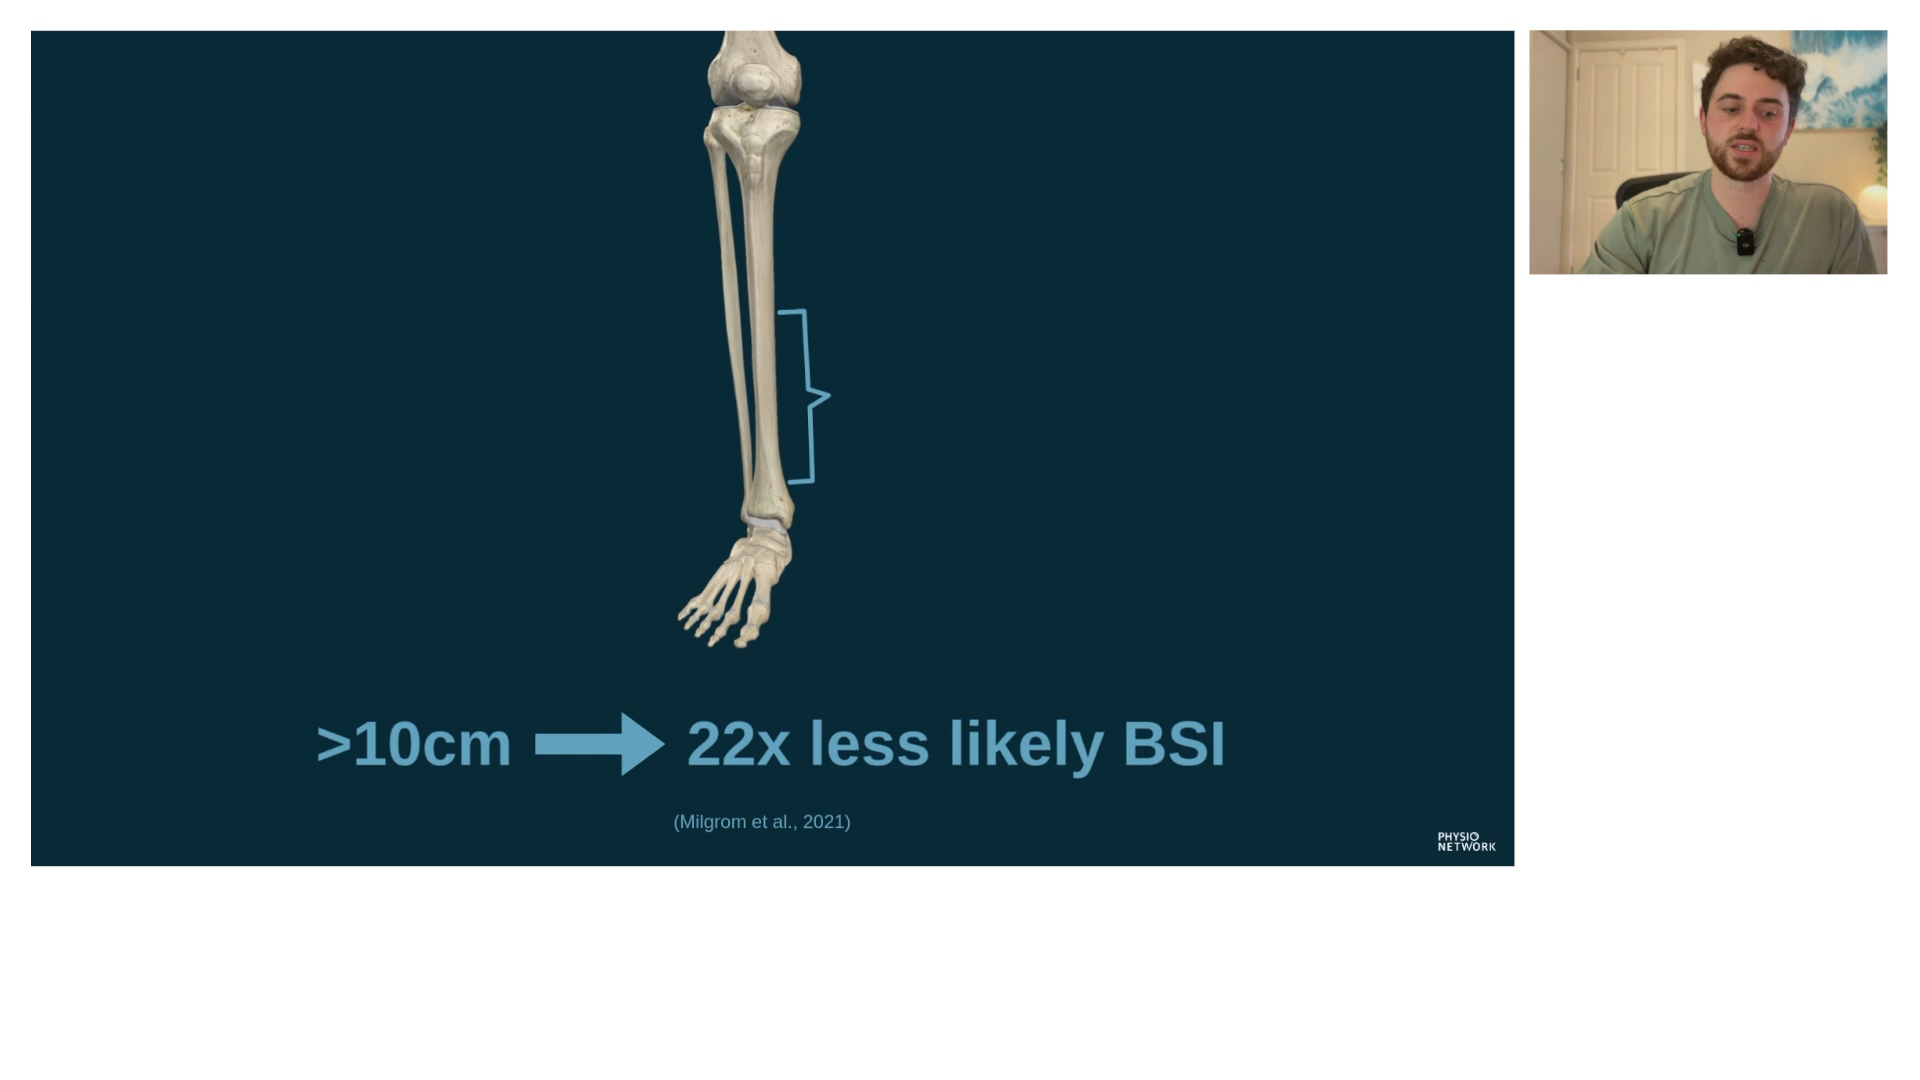 >10cm 22x less likely BSI
(Milgrom et al., 2021)
PHYSIO
NETWORK